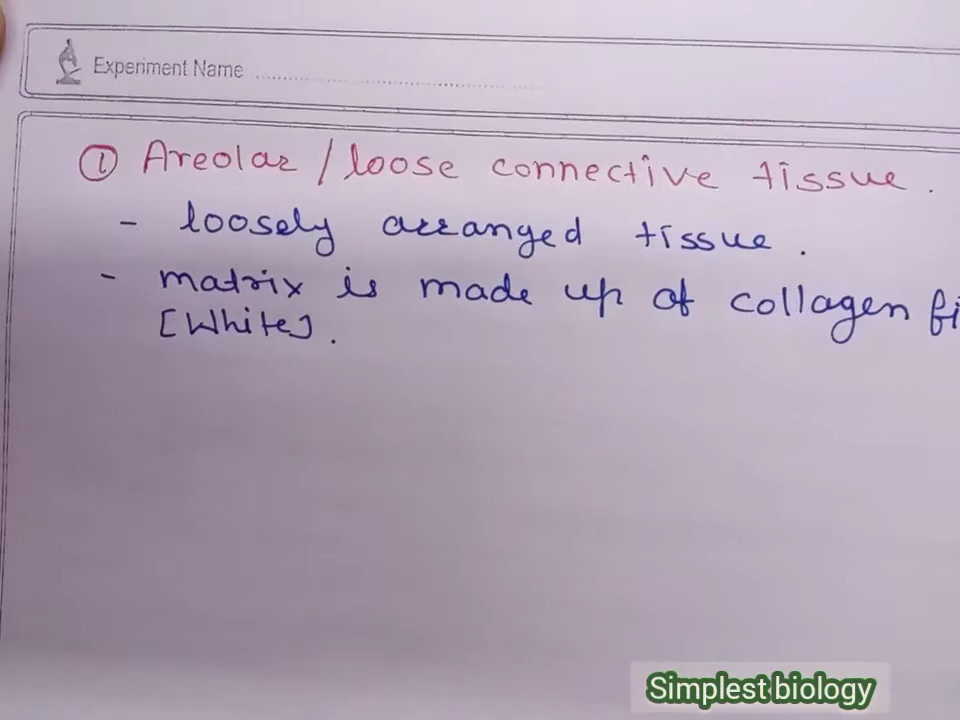 Experiment Name
① Areolar / loose connective tissue.
- loosely arranged tissue.
- matrix is made up of collagen
[White].
Simplest biology